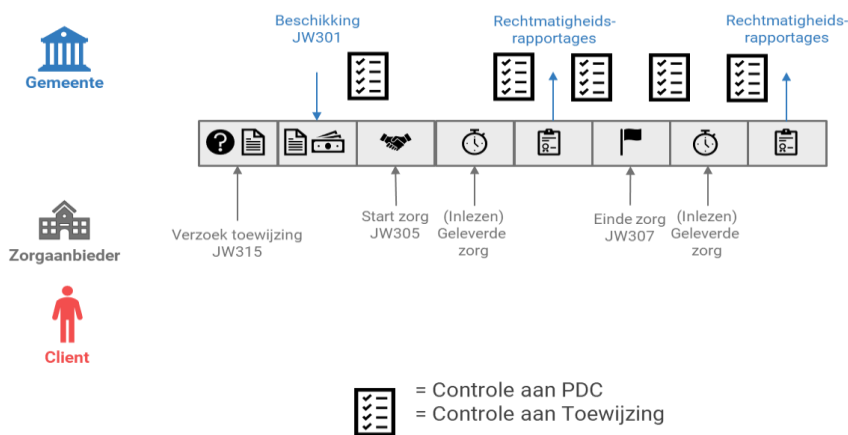 Beschikking
JW301
Rechtmatigheids-
rapportages
Rechtmatigheids-
rapportages
Gemeente
Verzoek toewijzing
JW315
Start zorg
JW305
(Inlezen)
Geleverde
zorg
Einde zorg
JW307
(Inlezen)
Geleverde
zorg
Zorgaanbieder
Client
= Controle aan PDC
= Controle aan Toewijzing